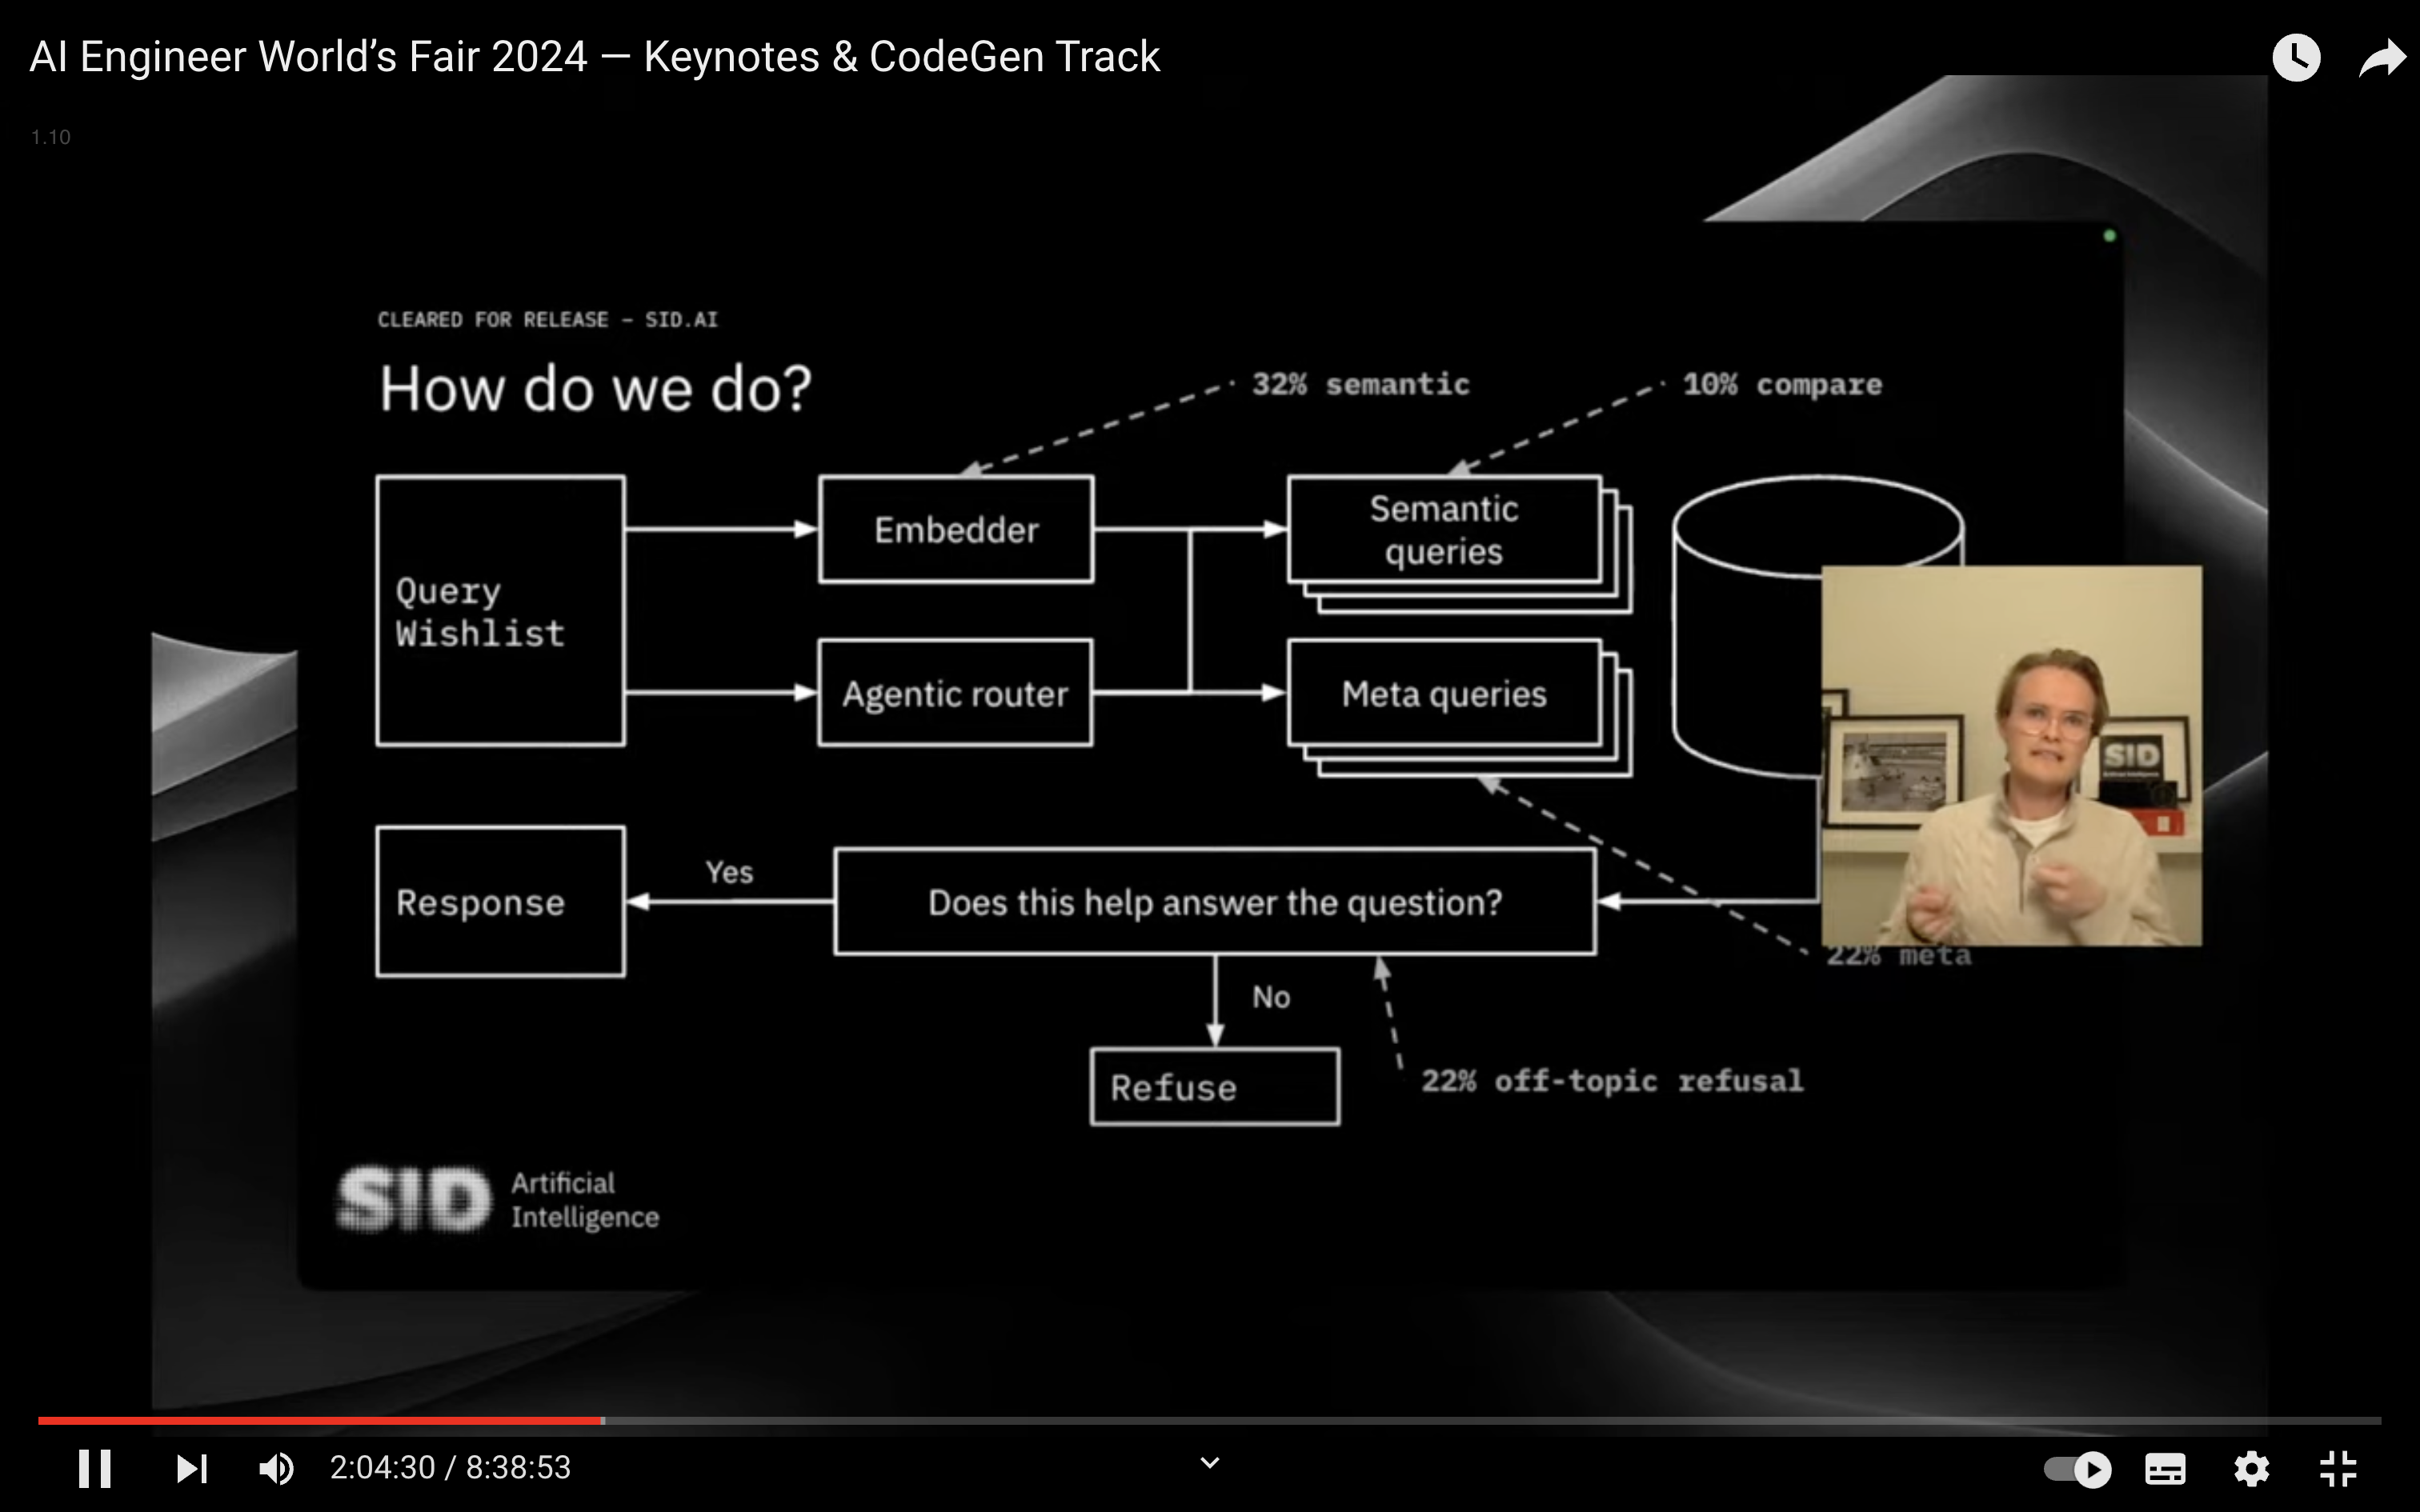 AI Engineer World’s Fair 2024 — Keynotes & CodeGen Track
1.10
CLEARED FOR RELEASE – SID.AI
How do we do?
32% semantic
10% compare
Query
Wishlist
Embedder
Semantic
queries
Agentic router
Meta queries
SID
Response
Yes
Does this help answer the question?
22% meta
No
Refuse
22% off-topic refusal
SID
Artificial
Intelligence
2:04:30 / 8:38:53